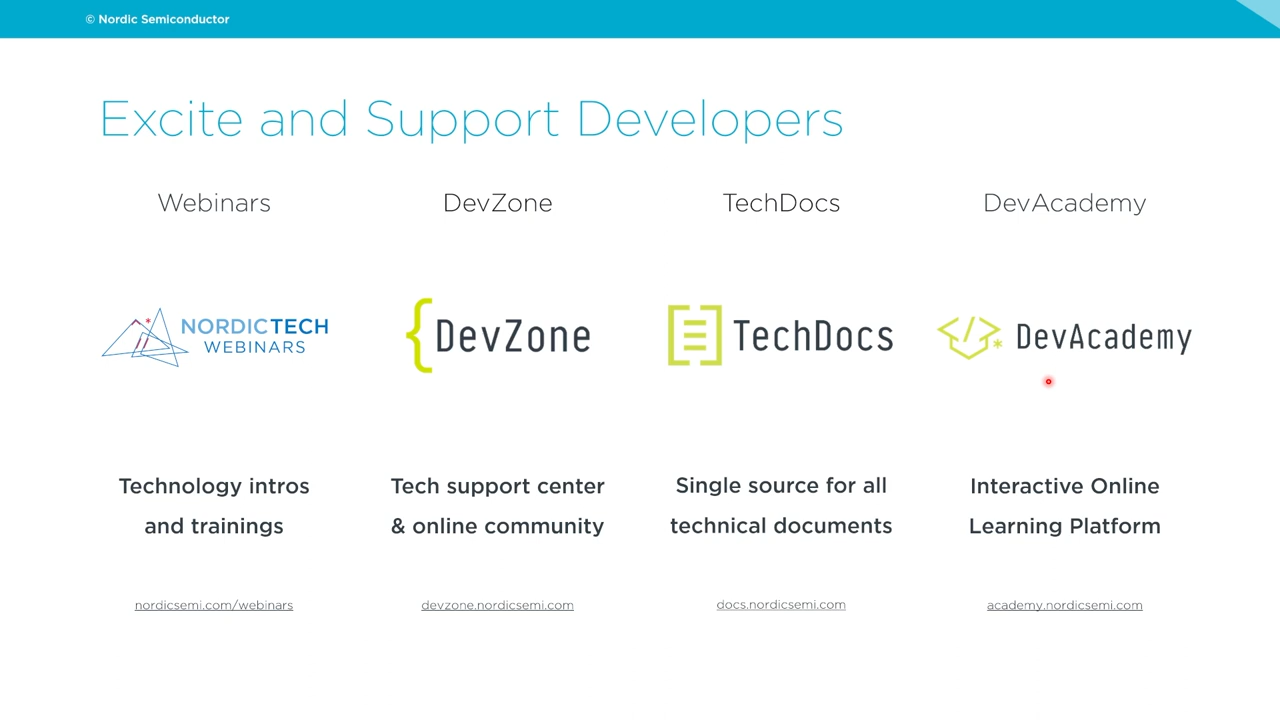 © Nordic Semiconductor
Excite and Support Developers
Webinars
DevZone
TechDocs
DevAcademy
NORDICTECH
WEBINARS
DevZone
TechDocs
DevAcademy
Technology intros
and trainings
Tech support center
& online community
Single source for all
technical documents
Interactive Online
Learning Platform
nordicsemi.com/webinars
devzone.nordicsemi.com
docs.nordicsemi.com
academy.nordicsemi.com